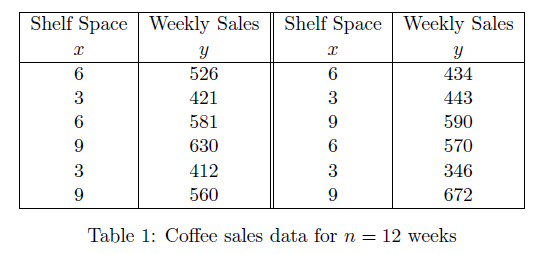 Shelf Space Weekly Sales Shelf Space Weekly Sales
x y x y
6 526 6 434
3 421 3 443
6 581 9 590
9 630 6 570
3 412 3 346
9 560 9 672
Table 1: Coffee sales data for n = 12 weeks